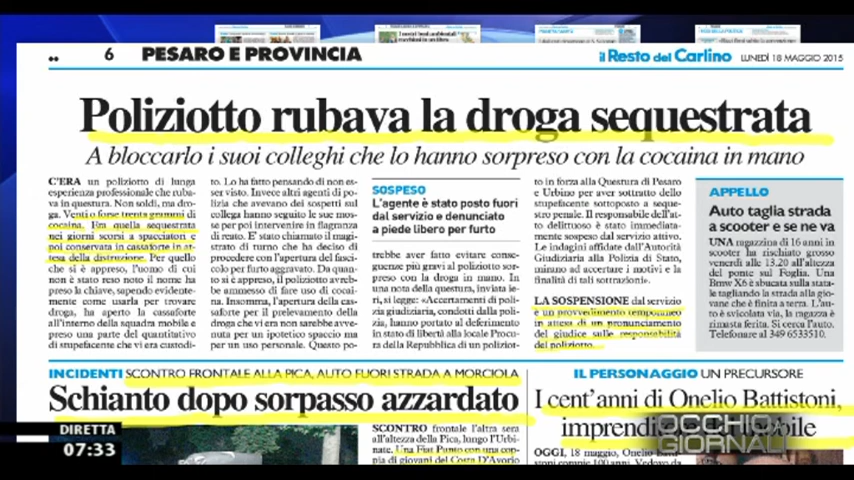 6
PESARO E PROVINCIA
il Resto del Carlino
LUNEDÌ 18 MAGGIO 2015
Poliziotto rubava la droga sequestrata
A bloccarlo i suoi colleghi che lo hanno sorpreso con la cocaina in mano
C'ERA un poliziotto di lunga
esperienza professionale che ruba-
va in questura. Non soldi, ma dro-
ga. Venti o forse trenta grammi di
cocaina. Era quella sequestrata
nei giorni scorsi a spacciatori e
poi conservata in cassaforte in at-
tesa della distruzione. Per quello
che si è appreso, l'uomo di cui
non è stato reso noto il nome ha
preso la chiave, sapendo evidente-
mente come usarla per trovare
droga, ha aperto la cassaforte
all'interno della squadra mobile e
preso una parte del quantitativo
di stupefacente che vi era custodi-
to. Lo ha fatto pensando di non es-
ser visto. Invece altri agenti di po-
lizia che avevano dei sospetti sul
collega hanno seguito le sue mos-
se per poi intervenire in flagranza
di reato. E' stato chiamato il magi-
strato di turno che ha deciso di
procedere con l'apertura del fasci-
colo per furto aggravato. Da quan-
to si è appreso, il poliziotto avreb-
be ammesso di fare uso di cocai-
na. Insomma, l'apertura della cas-
saforte per il prelevamento della
droga che vi era non sarebbe avve-
nuta per un ipotetico spaccio ma
per un uso personale. Questo po-
SOSPESO
L'agente è stato posto fuori
dal servizio e denunciato
a piede libero per furto
trebbe aver fatto evitare conse-
guenze più gravi al poliziotto sor-
preso con la droga in mano. In
una nota della questura, inviata ie-
ri, si legge: «Accertamenti di poli-
zia giudiziaria, condotti dalla poli-
zia, hanno portato al deferimento
in stato di libertà alla locale Procu-
ra della Repubblica di un poliziot-
to in forza alla Questura di Pesaro
e Urbino per aver sottratto dello
stupefacente sottoposto a seque-
stro penale. Il responsabile dell'at-
to delittuoso è stato immediata-
mente sospeso dal servizio attivo.
Le indagini affidate dall'Autorità
Giudiziaria alla Polizia di Stato,
minano ad accertare i motivi e la
finalità di tali sottrazioni».
LA SOSPENSIONE dal servizio
è un provvedimento temporaneo
in attesa di un pronunciamento
del giudice sulle responsabilità
del poliziotto.
APPELLO
Auto taglia strada
a scooter e se ne va
UNA ragazzina di 16 anni in
scooter ha rischiato grosso
venerdì alle 13.20 all'altezza
del ponte sul Foglia. Una
Bmw X6 è sbucata sulla stata-
le tagliando la strada alla gio-
vane che è finita a terra. L'au-
to è svicolata via, la ragazza è
rimasta ferita. Si cerca l'auto.
Telefonare al 349 6533510.
INCIDENTI SCONTRO FRONTALE ALLA PICA, AUTO FUORI STRADA A MORCIOLA
Schianto dopo sorpasso azzardato
SCONTRO frontale l'altra sera
all'altezza della Pica, lungo l'Urbi-
nate. Una Fiat Punto con una cop-
pia di giovani del Costa D'Avorio
IL PERSONAGGIO UN PRECURSORE
I cent'anni di Onelio Battistoni,
imprendi
bile
OGGI, 18 maggio, Onelio Batti-
DIRETTA
07:33
OCCHIO AI
GIORNALI